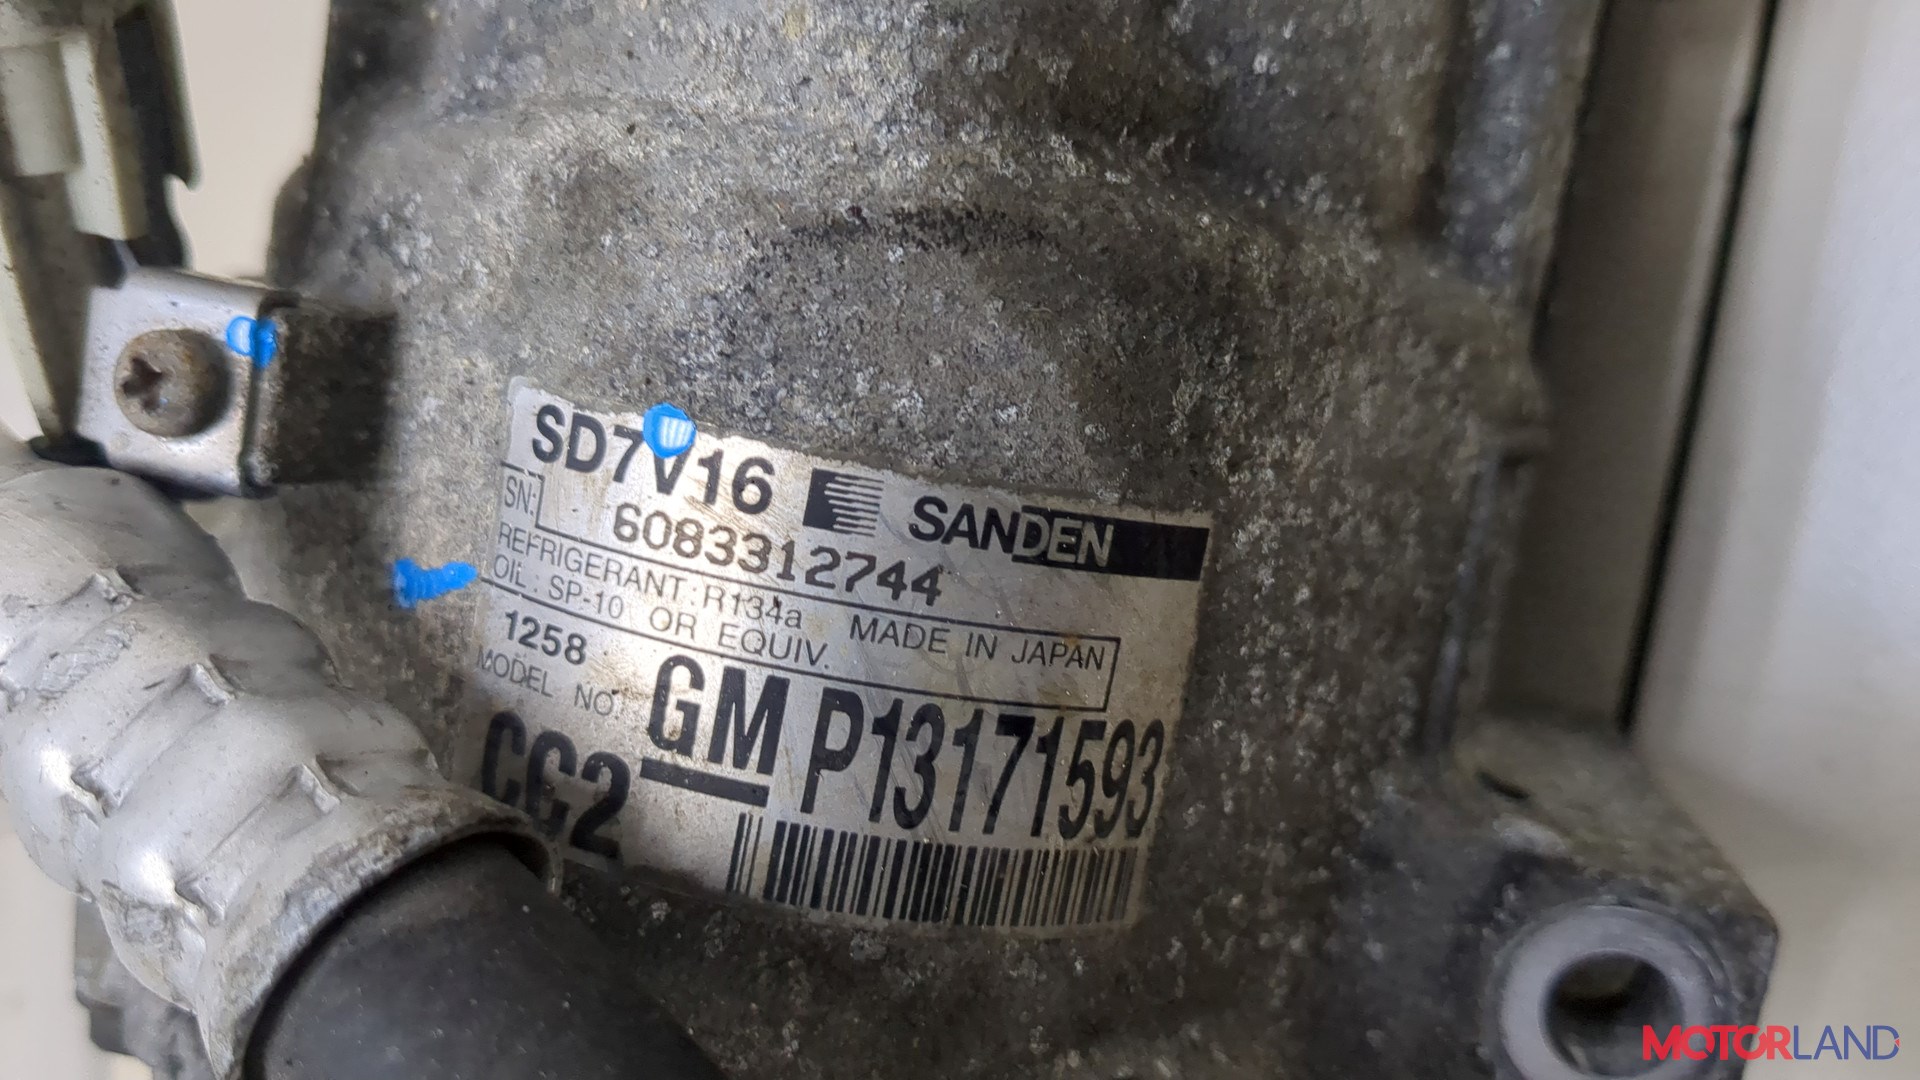 SD7V16 SANDEN
SN: 6083312744
REFRIGERANT : R134a MADE IN JAPAN
OIL : SP-10 OR EQUIV.
1258
MODEL NO. GM P13171593
CC2
MOTORLAND